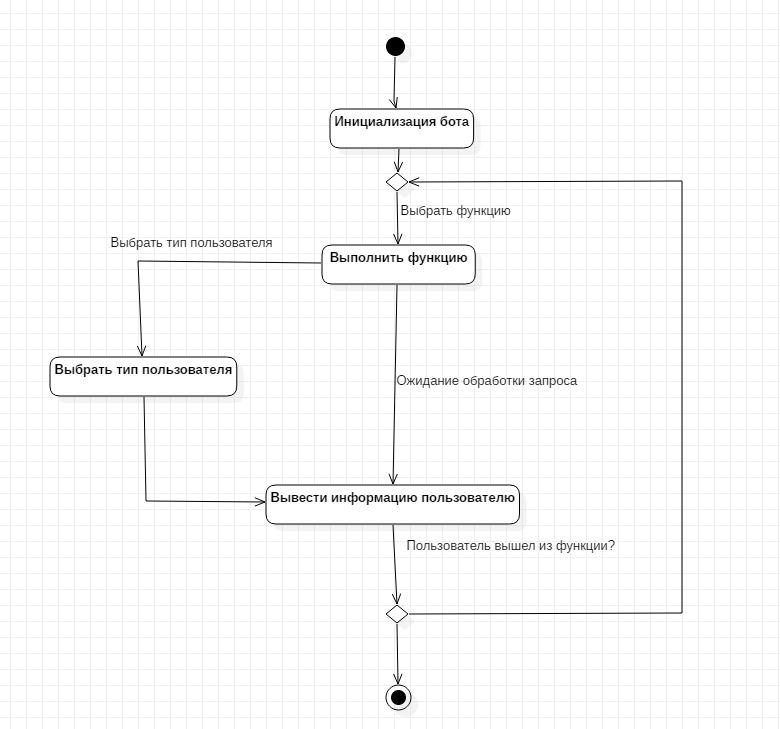 Инициализация бота
Выбрать функцию
Выбрать тип пользователя
Выполнить функцию
Выбрать тип пользователя
Ожидание обработки запроса
Вывести информацию пользователю
Пользователь вышел из функции?